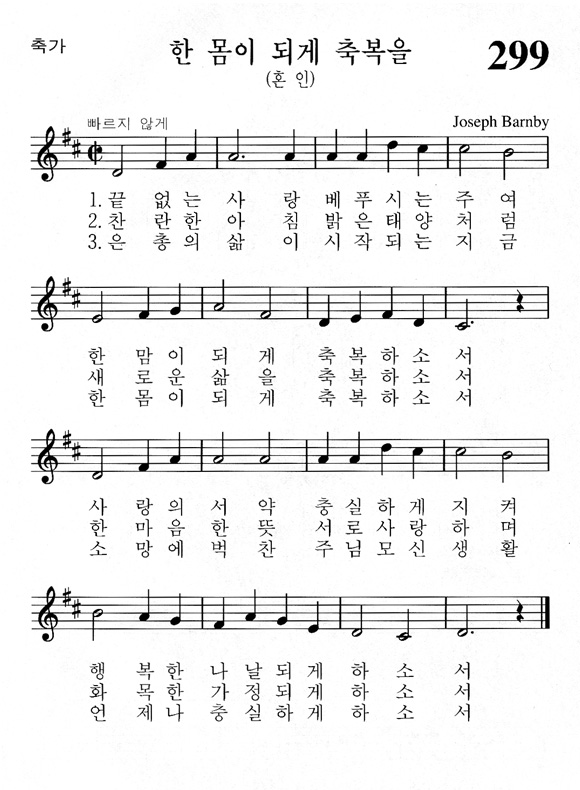 축가
한 몸이 되게 축복을
299
(혼 인)
빠르지 않게
Joseph Barnby
1. 끝 없 는 사 랑 베 푸 시 는 주 여
2. 찬 란 한 아 침 밝 은 태 양 처 럼
3. 은 총 의 삶 이 시 작 되 는 지 금
한 맘 이 되 게 축 복 하 소 서
새 로 운 삶 을 축 복 하 소 서
한 몸 이 되 게 축 복 하 소 서
사 랑 의 서 약 충 실 하 게 지 켜
한 마 음 한 뜻 서 로 사 랑 하 며
소 망 에 벅 찬 주 님 모 신 생 활
행 복 한 나 날 되 게 하 소 서
화 목 한 가 정 되 게 하 소 서
언 제 나 충 실 하 게 하 소 서